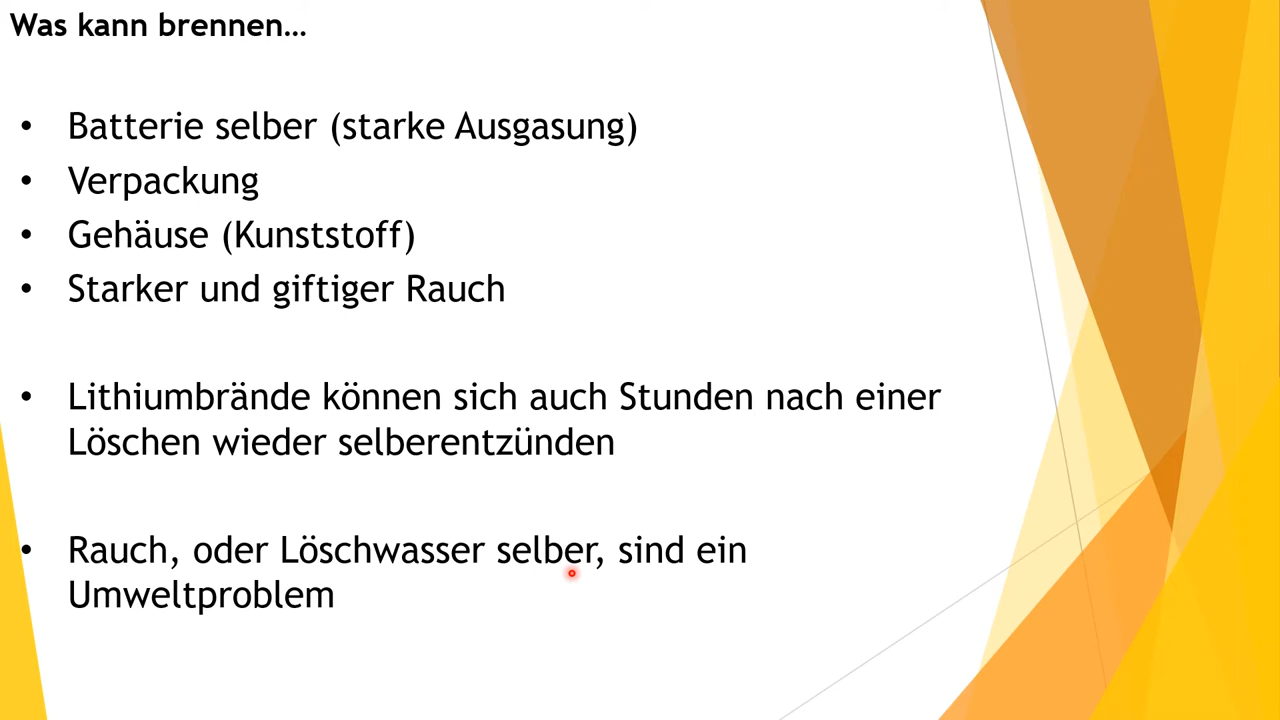 Was kann brennen…
• Batterie selber (starke Ausgasung)
• Verpackung
• Gehäuse (Kunststoff)
• Starker und giftiger Rauch
• Lithiumbrände können sich auch Stunden nach einer
Löschen wieder selberentzünden
• Rauch, oder Löschwasser selber, sind ein
Umweltproblem